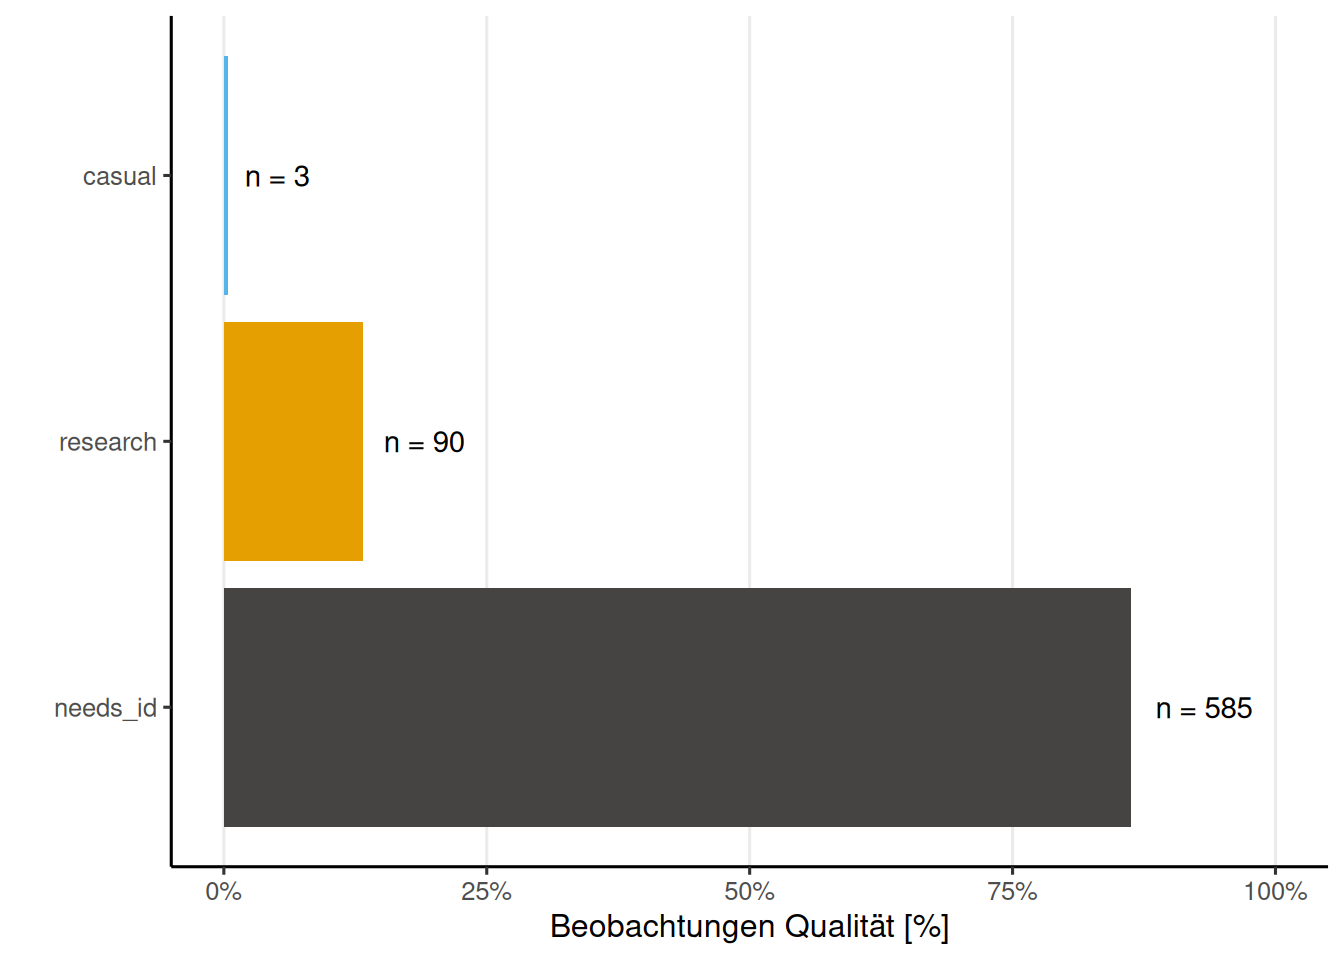 casual
n = 3
research
n = 90
needs_id
n = 585
0% 25% 50% 75% 100%
Beobachtungen Qualität [%]